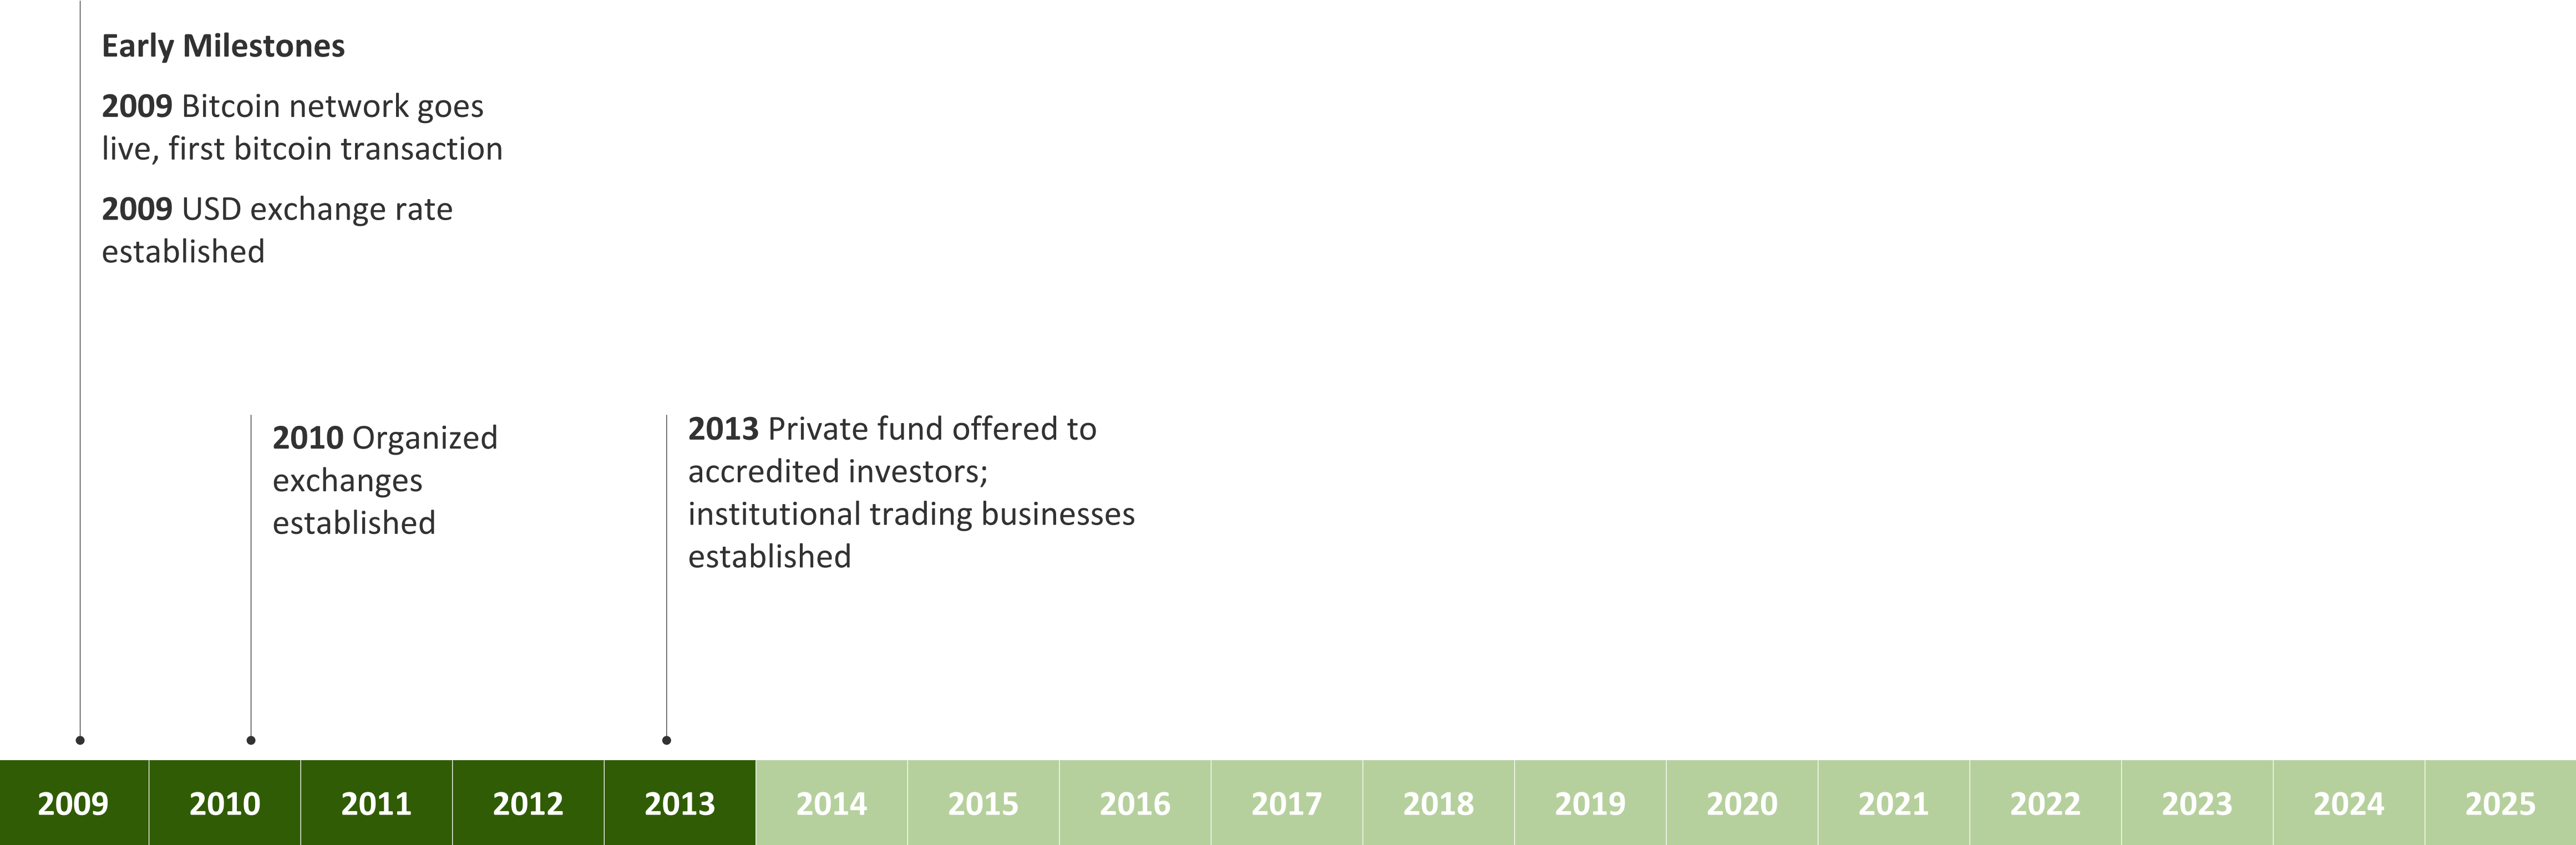 Early Milestones
2009 Bitcoin network goes
live, first bitcoin transaction
2009 USD exchange rate
established
2010 Organized
exchanges
established
2013 Private fund offered to
accredited investors;
institutional trading businesses
established
2009 2010 2011 2012 2013 2014 2015 2016 2017 2018 2019 2020 2021 2022 2023 2024 2025